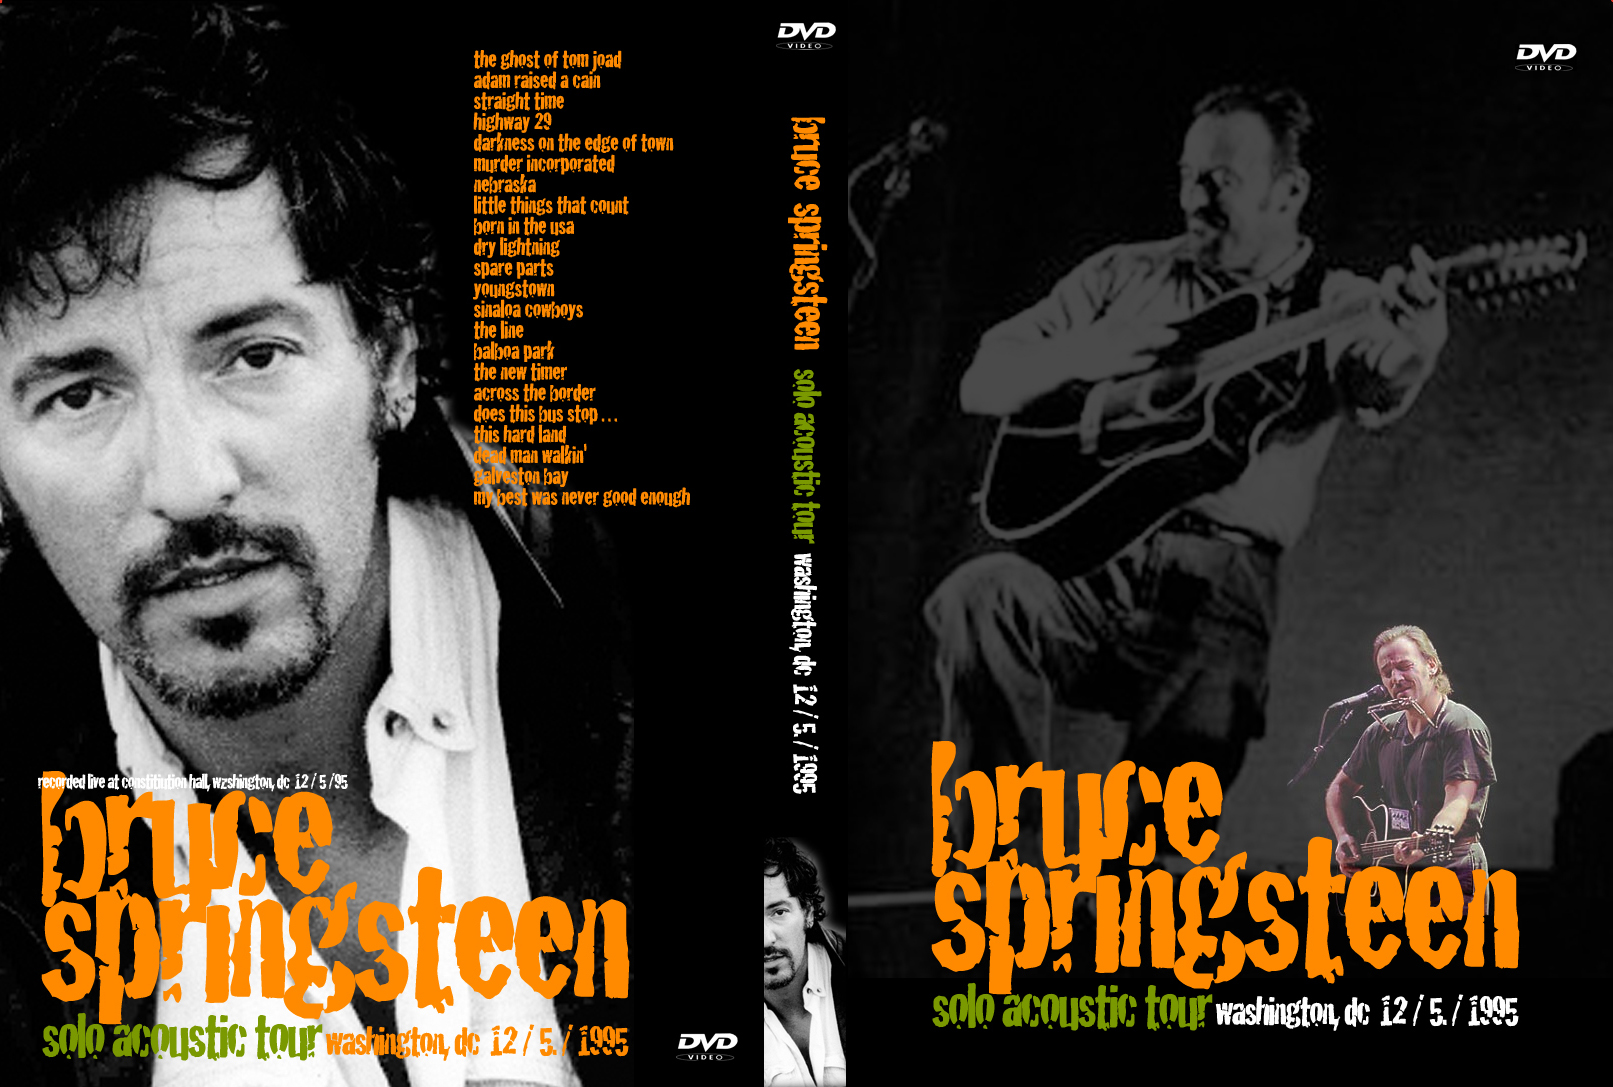 the ghost of tom joad
adam raised a cain
straight time
highway 29
darkness on the edge of town
murder incorporated
nebraska
little things that count
born in the usa
dry lightning
spare parts
youngstown
sinaloa cowboys
the line
balboa park
the new timer
across the border
does this bus stop . . .
this hard land
dead man walkin'
galveston bay
my best was never good enough
recorded live at constitiution hall, wzshington, dc 12 / 5 /95
bruce
springsteen
solo acoustic tour washington, dc 12 / 5. / 1995
DVD
VIDEO
DVD
VIDEO
bruce springsteen solo acoustic tour washington, dc 12 / 5. / 1995
DVD
VIDEO
bruce
springsteen
solo acoustic tour washington, dc 12 / 5. / 1995